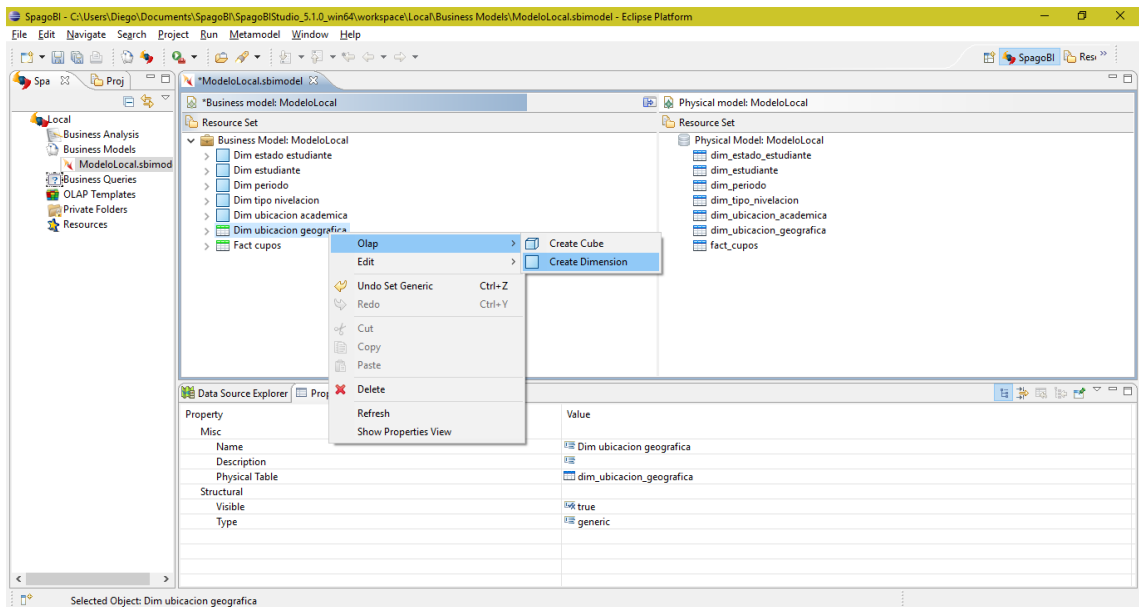 SpagoBI - C:\Users\Diego\Documents\SpagoBI\SpagoBIStudio_5.1.0_win64\workspace\Local\Business Models\ModeloLocal.sbimodel - Eclipse Platform
File Edit Navigate Search Project Run Metamodel Window Help
SpagoBI
Spa
Proj
*ModeloLocal.sbimodel
*Business model: ModeloLocal
Physical model: ModeloLocal
Resource Set
Resource Set
Local
Business Analysis
Business Models
ModeloLocal.sbimod
Business Queries
OLAP Templates
Private Folders
Resources
Business Model: ModeloLocal
Dim estado estudiante
Dim estudiante
Dim periodo
Dim tipo nivelacion
Dim ubicacion academica
Dim ubicacion geografica
Fact cupos
Physical Model: ModeloLocal
dim_estado_estudiante
dim_estudiante
dim_periodo
dim_tipo_nivelacion
dim_ubicacion_academica
dim_ubicacion_geografica
fact_cupos
Olap
Edit
Undo Set Generic Ctrl+Z
Redo Ctrl+Y
Cut
Copy
Paste
Delete
Refresh
Show Properties View
Create Cube
Create Dimension
Data Source Explorer
Prop
Property Value
Misc
Name Dim ubicacion geografica
Description
Physical Table dim_ubicacion_geografica
Structural
Visible true
Type generic
Selected Object: Dim ubicacion geografica